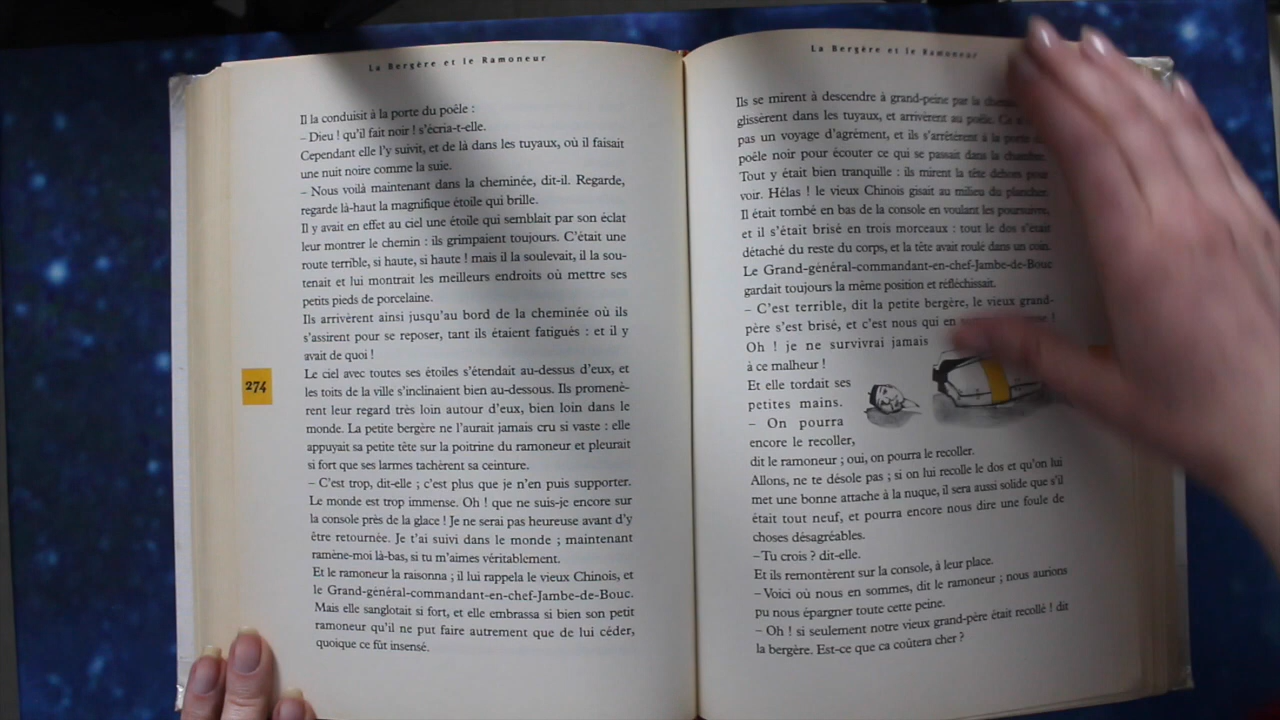 La Bergère et le Ramoneur
Il la conduisit à la porte du poêle :
– Dieu ! qu'il fait noir ! s'écria-t-elle.
Cependant elle l'y suivit, et de là dans les tuyaux, où il faisait
une nuit noire comme la suie.
– Nous voilà maintenant dans la cheminée, dit-il. Regarde,
regarde là-haut la magnifique étoile qui brille.
Il y avait en effet au ciel une étoile qui semblait par son éclat
leur montrer le chemin : ils grimpaient toujours. C'était une
route terrible, si haute, si haute ! mais il la soulevait, il la sou-
tenait et lui montrait les meilleurs endroits où mettre ses
petits pieds de porcelaine.
Ils arrivèrent ainsi jusqu'au bord de la cheminée où ils
s'assirent pour se reposer, tant ils étaient fatigués : et il y
avait de quoi !
Le ciel avec toutes ses étoiles s'étendait au-dessus d'eux, et
les toits de la ville s'inclinaient bien au-dessous. Ils promenè-
rent leur regard très loin autour d'eux, bien loin dans le
monde. La petite bergère ne l'aurait jamais cru si vaste : elle
appuyait sa petite tête sur la poitrine du ramoneur et pleurait
si fort que ses larmes tachèrent sa ceinture.
– C'est trop, dit-elle ; c'est plus que je n'en puis supporter.
Le monde est trop immense. Oh ! que ne suis-je encore sur
la console près de la glace ! Je ne serai pas heureuse avant d'y
être retournée. Je t'ai suivi dans le monde ; maintenant
ramène-moi là-bas, si tu m'aimes véritablement.
Et le ramoneur la raisonna ; il lui rappela le vieux Chinois, et
le Grand-général-commandant-en-chef-Jambe-de-Bouc.
Mais elle sanglotait si fort, et elle embrassa si bien son petit
ramoneur qu'il ne put faire autrement que de lui céder,
quoique ce fût insensé.
274
La Bergère et le Ramoneur
Ils se mirent à descendre à grand-peine par la
glissèrent dans les tuyaux, et arrivèrent au poêle. Ce
pas un voyage d'agrément, et ils s'arrêtèrent à la porte
poêle noir pour écouter ce qui se passait dans la chambre.
Tout y était bien tranquille : ils mirent la tête dehors pour
voir. Hélas ! le vieux Chinois gisait au milieu du plancher.
Il était tombé en bas de la console en voulant les poursuivre,
et il s'était brisé en trois morceaux : tout le dos s'était
détaché du reste du corps, et la tête avait roulé dans un coin.
Le Grand-général-commandant-en-chef-Jambe-de-Bouc
gardait toujours la même position et réfléchissait.
– C'est terrible, dit la petite bergère, le vieux grand-
père s'est brisé, et c'est nous qui en !
Oh ! je ne survivrai jamais
à ce malheur !
Et elle tordait ses
petites mains.
– On pourra
encore le recoller,
dit le ramoneur ; oui, on pourra le recoller.
Allons, ne te désole pas ; si on lui recolle le dos et qu'on lui
met une bonne attache à la nuque, il sera aussi solide que s'il
était tout neuf, et pourra encore nous dire une foule de
choses désagréables.
– Tu crois ? dit-elle.
Et ils remontèrent sur la console, à leur place.
– Voici où nous en sommes, dit le ramoneur ; nous aurions
pu nous épargner toute cette peine.
– Oh ! si seulement notre vieux grand-père était recollé ! dit
la bergère. Est-ce que ca coûtera cher ?